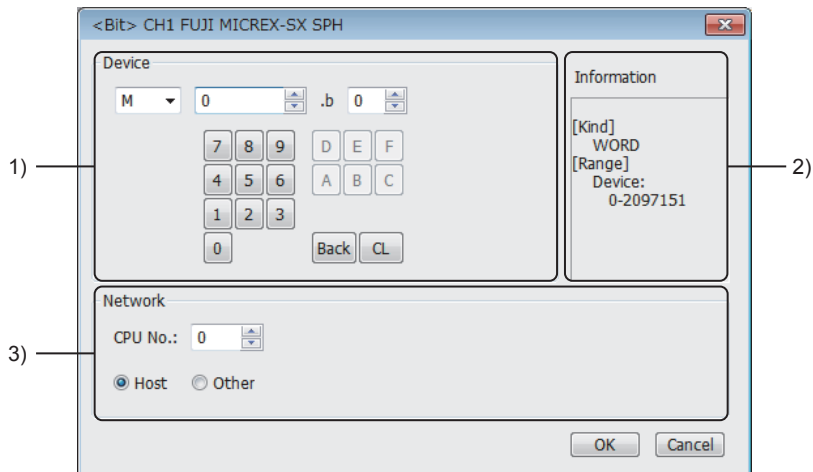 <Bit> CH1 FUJI MICREX-SX SPH
Device
M 0 .b 0
7 8 9 D E F
4 5 6 A B C
1 2 3
0 Back CL
Information
[Kind]
WORD
[Range]
Device:
0-2097151
1)
2)
Network
CPU No.: 0
3)
Host Other
OK Cancel